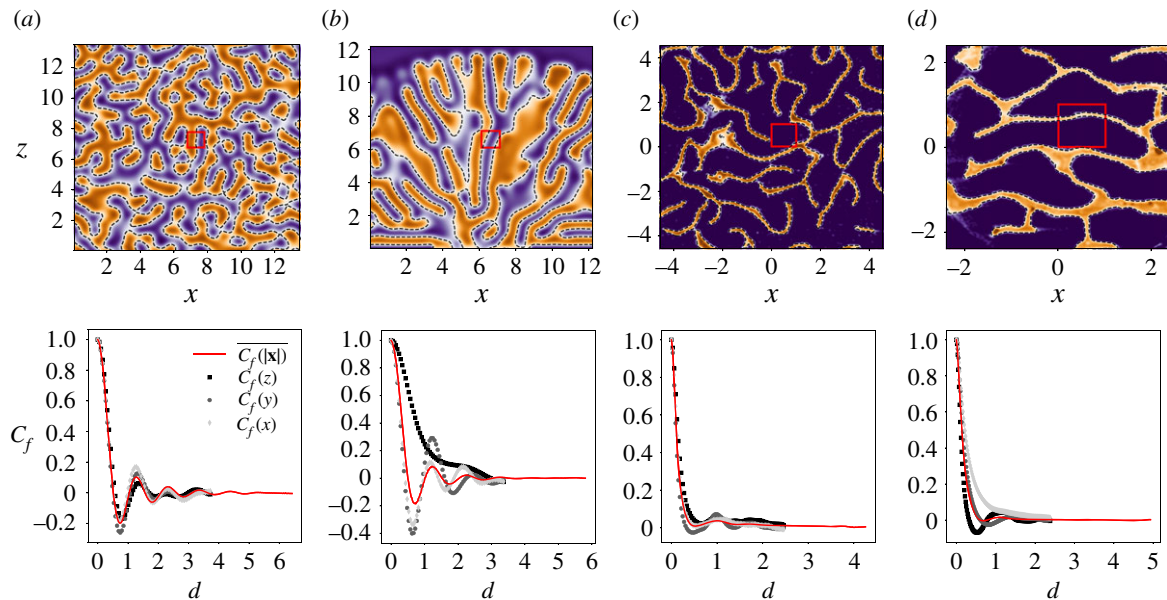 (a) (b) (c) (d)
z
12 10 8 6 4 2
2 4 6 8 10 12
x
12 10 8 6 4 2
2 4 6 8 10 12
x
4 2 0 −2 −4
−4 −2 0 2 4
x
2 0 −2
−2 0 2
x
C_f
1.0 0.8 0.6 0.4 0.2 0 −0.2
0 1 2 3 4 5 6
d
C_f(|x|)
C_f(z)
C_f(y)
C_f(x)
1.0 0.8 0.6 0.4 0.2 0 −0.2 −0.4
0 1 2 3 4 5 6
d
1.0 0.8 0.6 0.4 0.2 0
0 1 2 3 4
d
1.0 0.8 0.6 0.4 0.2 0
0 1 2 3 4 5
d